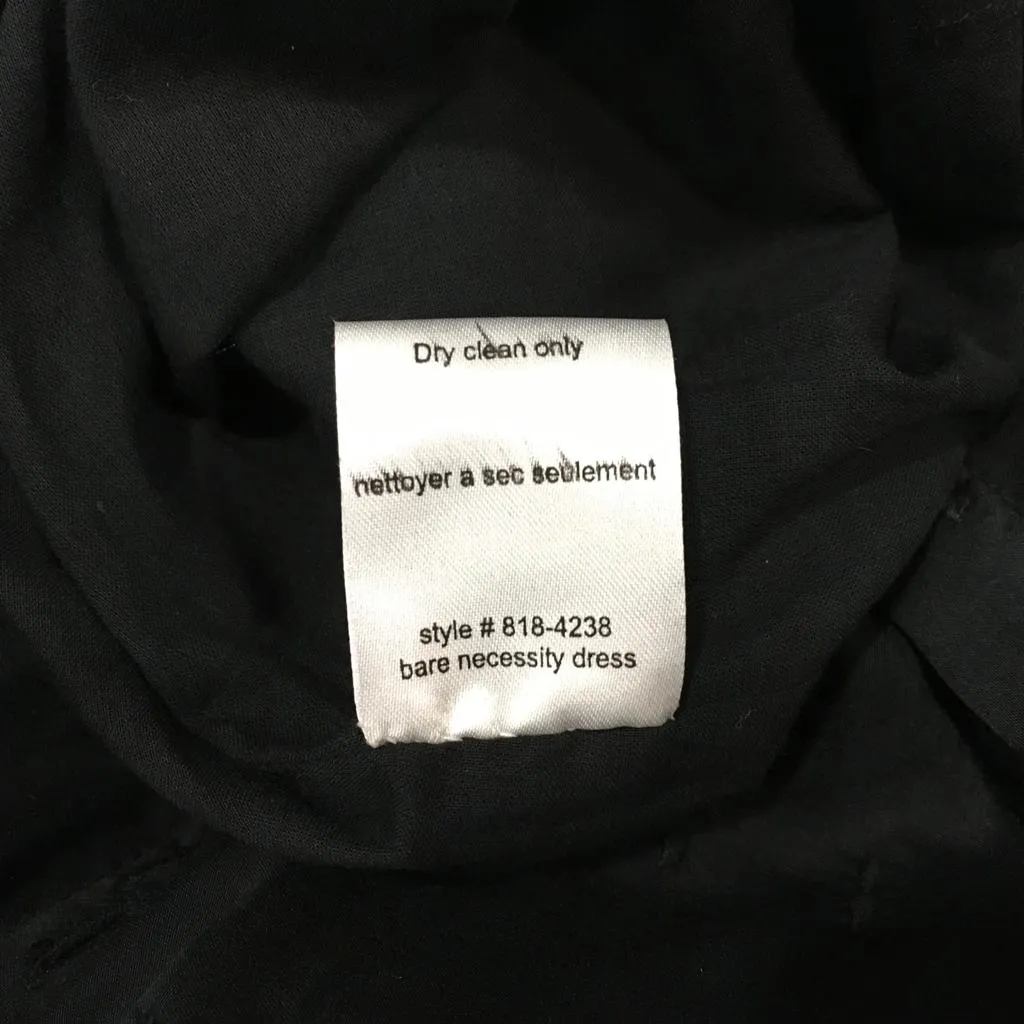 Dry clean only
nettoyer a sec seulement
style # 818-4238
bare necessity dress